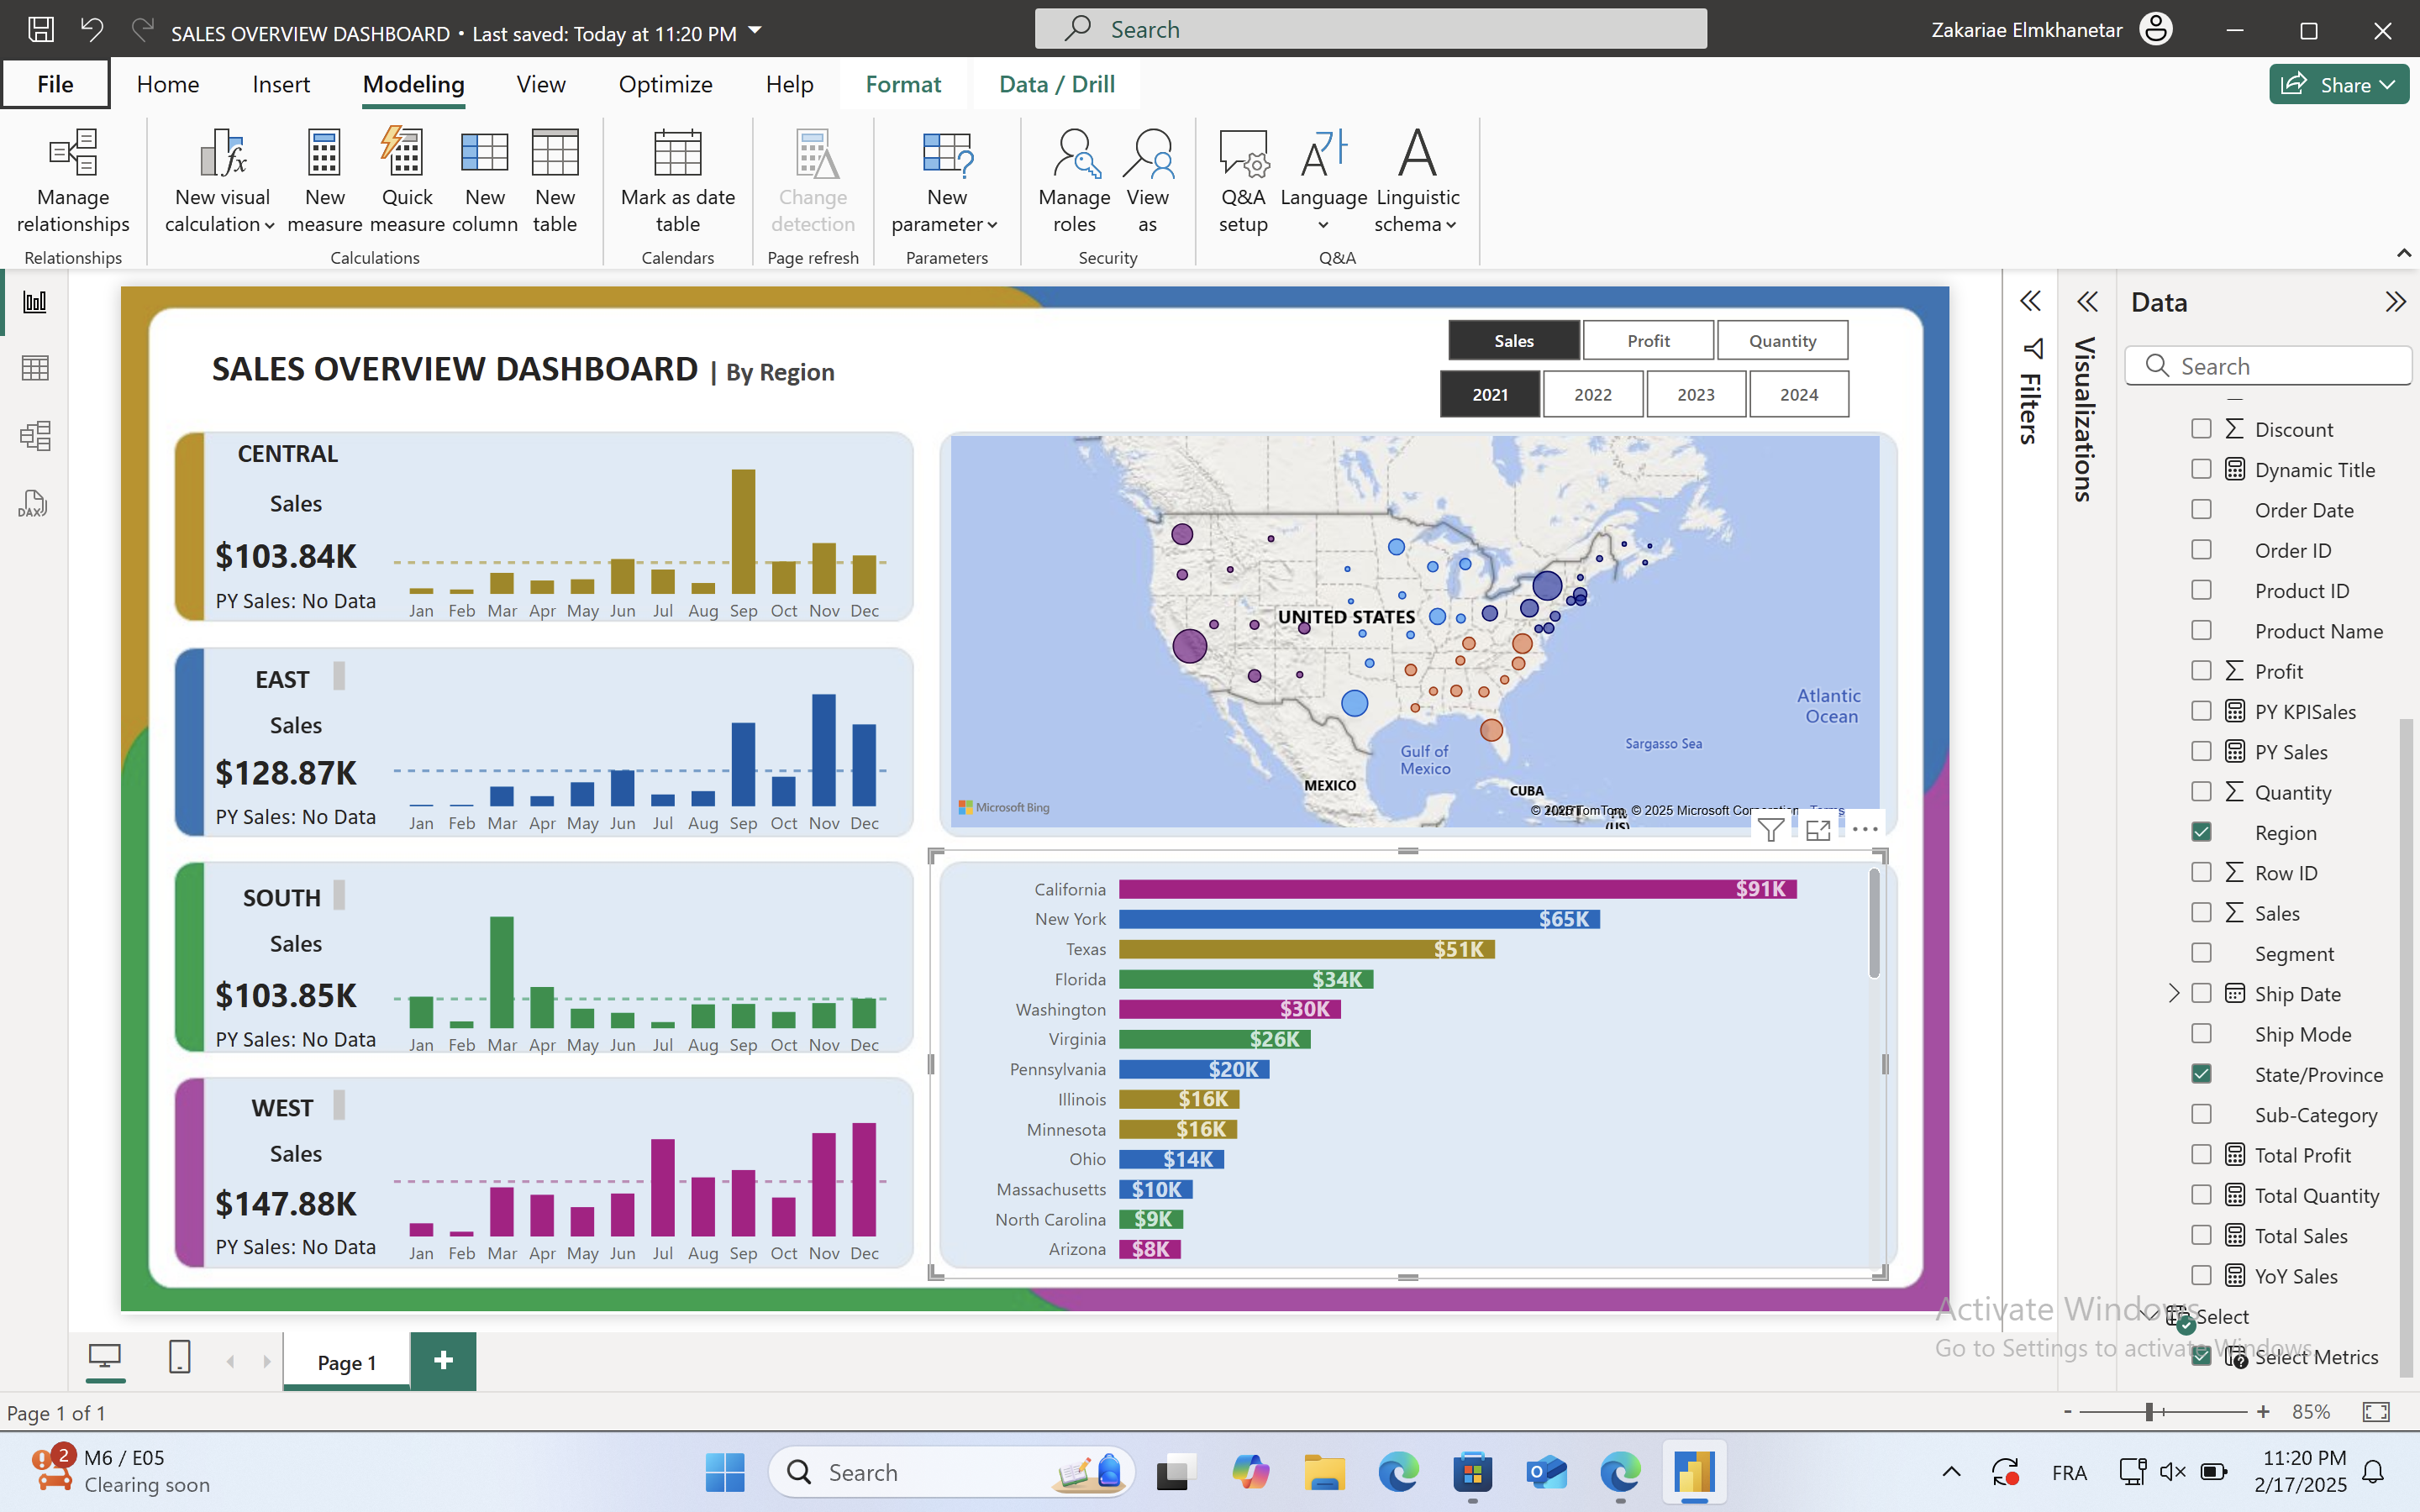 SALES OVERVIEW DASHBOARD • Last saved: Today at 11:20 PM
Search
Zakariae Elmkhanetar
File
Home
Insert
Modeling
View
Optimize
Help
Format
Data / Drill
Share
Manage relationships
New visual calculation
New measure
Quick measure
New column
New table
Mark as date table
Change detection
New parameter
Manage roles
View as
Q&A setup
Language
Linguistic schema
Relationships
Calculations
Calendars
Page refresh
Parameters
Security
Q&A
SALES OVERVIEW DASHBOARD | By Region
Sales
Profit
Quantity
2021
2022
2023
2024
CENTRAL
Sales
$103.84K
PY Sales: No Data
Jan Feb Mar Apr May Jun Jul Aug Sep Oct Nov Dec
EAST
Sales
$128.87K
PY Sales: No Data
Jan Feb Mar Apr May Jun Jul Aug Sep Oct Nov Dec
SOUTH
Sales
$103.85K
PY Sales: No Data
Jan Feb Mar Apr May Jun Jul Aug Sep Oct Nov Dec
WEST
Sales
$147.88K
PY Sales: No Data
Jan Feb Mar Apr May Jun Jul Aug Sep Oct Nov Dec
UNITED STATES
Atlantic Ocean
Sargasso Sea
Gulf of Mexico
MEXICO
CUBA
Microsoft Bing
TomTom, © 2025 Microsoft Corporation Terms
(US)
California $91K
New York $65K
Texas $51K
Florida $34K
Washington $30K
Virginia $26K
Pennsylvania $20K
Illinois $16K
Minnesota $16K
Ohio $14K
Massachusetts $10K
North Carolina $9K
Arizona $8K
Filters
Visualizations
Data
Search
Discount
Dynamic Title
Order Date
Order ID
Product ID
Product Name
Profit
PY KPISales
PY Sales
Quantity
Region
Row ID
Sales
Segment
Ship Date
Ship Mode
State/Province
Sub-Category
Total Profit
Total Quantity
Total Sales
YoY Sales
Select
Select Metrics
Activate Windows
Go to Settings to activate Windows.
Page 1
Page 1 of 1
85%
2
M6 / E05
Clearing soon
Search
FRA
11:20 PM
2/17/2025
DAX